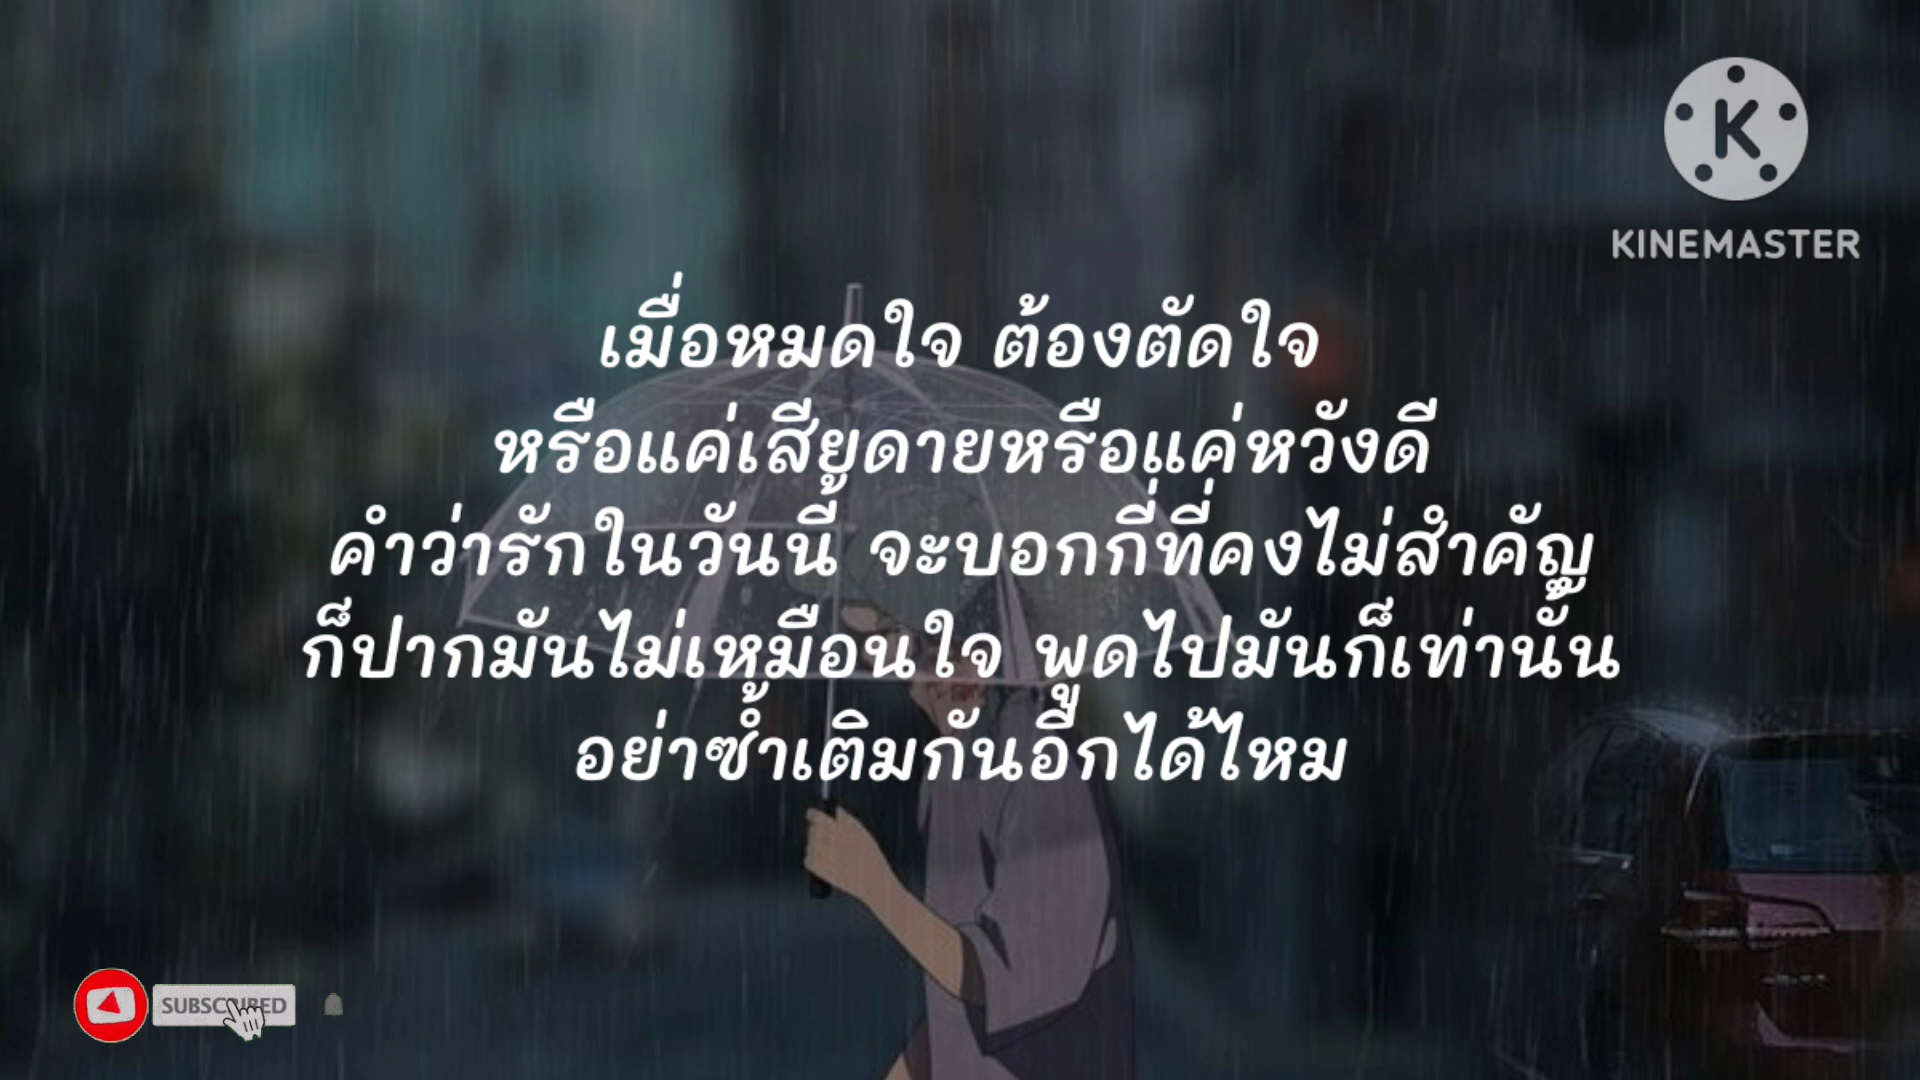 KINEMASTER
เมื่อหมดใจ ต้องตัดใจ
หรือแค่เสียดายหรือแค่หวังดี
คำว่ารักในวันนี้ จะบอกกี่ที่คงไม่สำคัญ
ก็ปากมันไม่เหมือนใจ พูดไปมันก็เท่านั้น
อย่าซ้ำเติมกันอีกได้ไหม
SUBSCRIBED